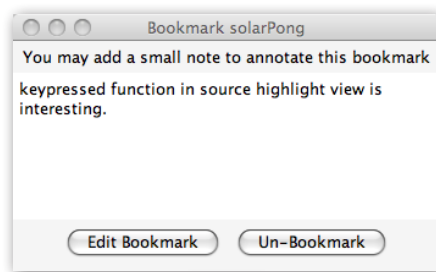 Bookmark solarPong
You may add a small note to annotate this bookmark
keypressed function in source highlight view is
interesting.
Edit Bookmark Un-Bookmark